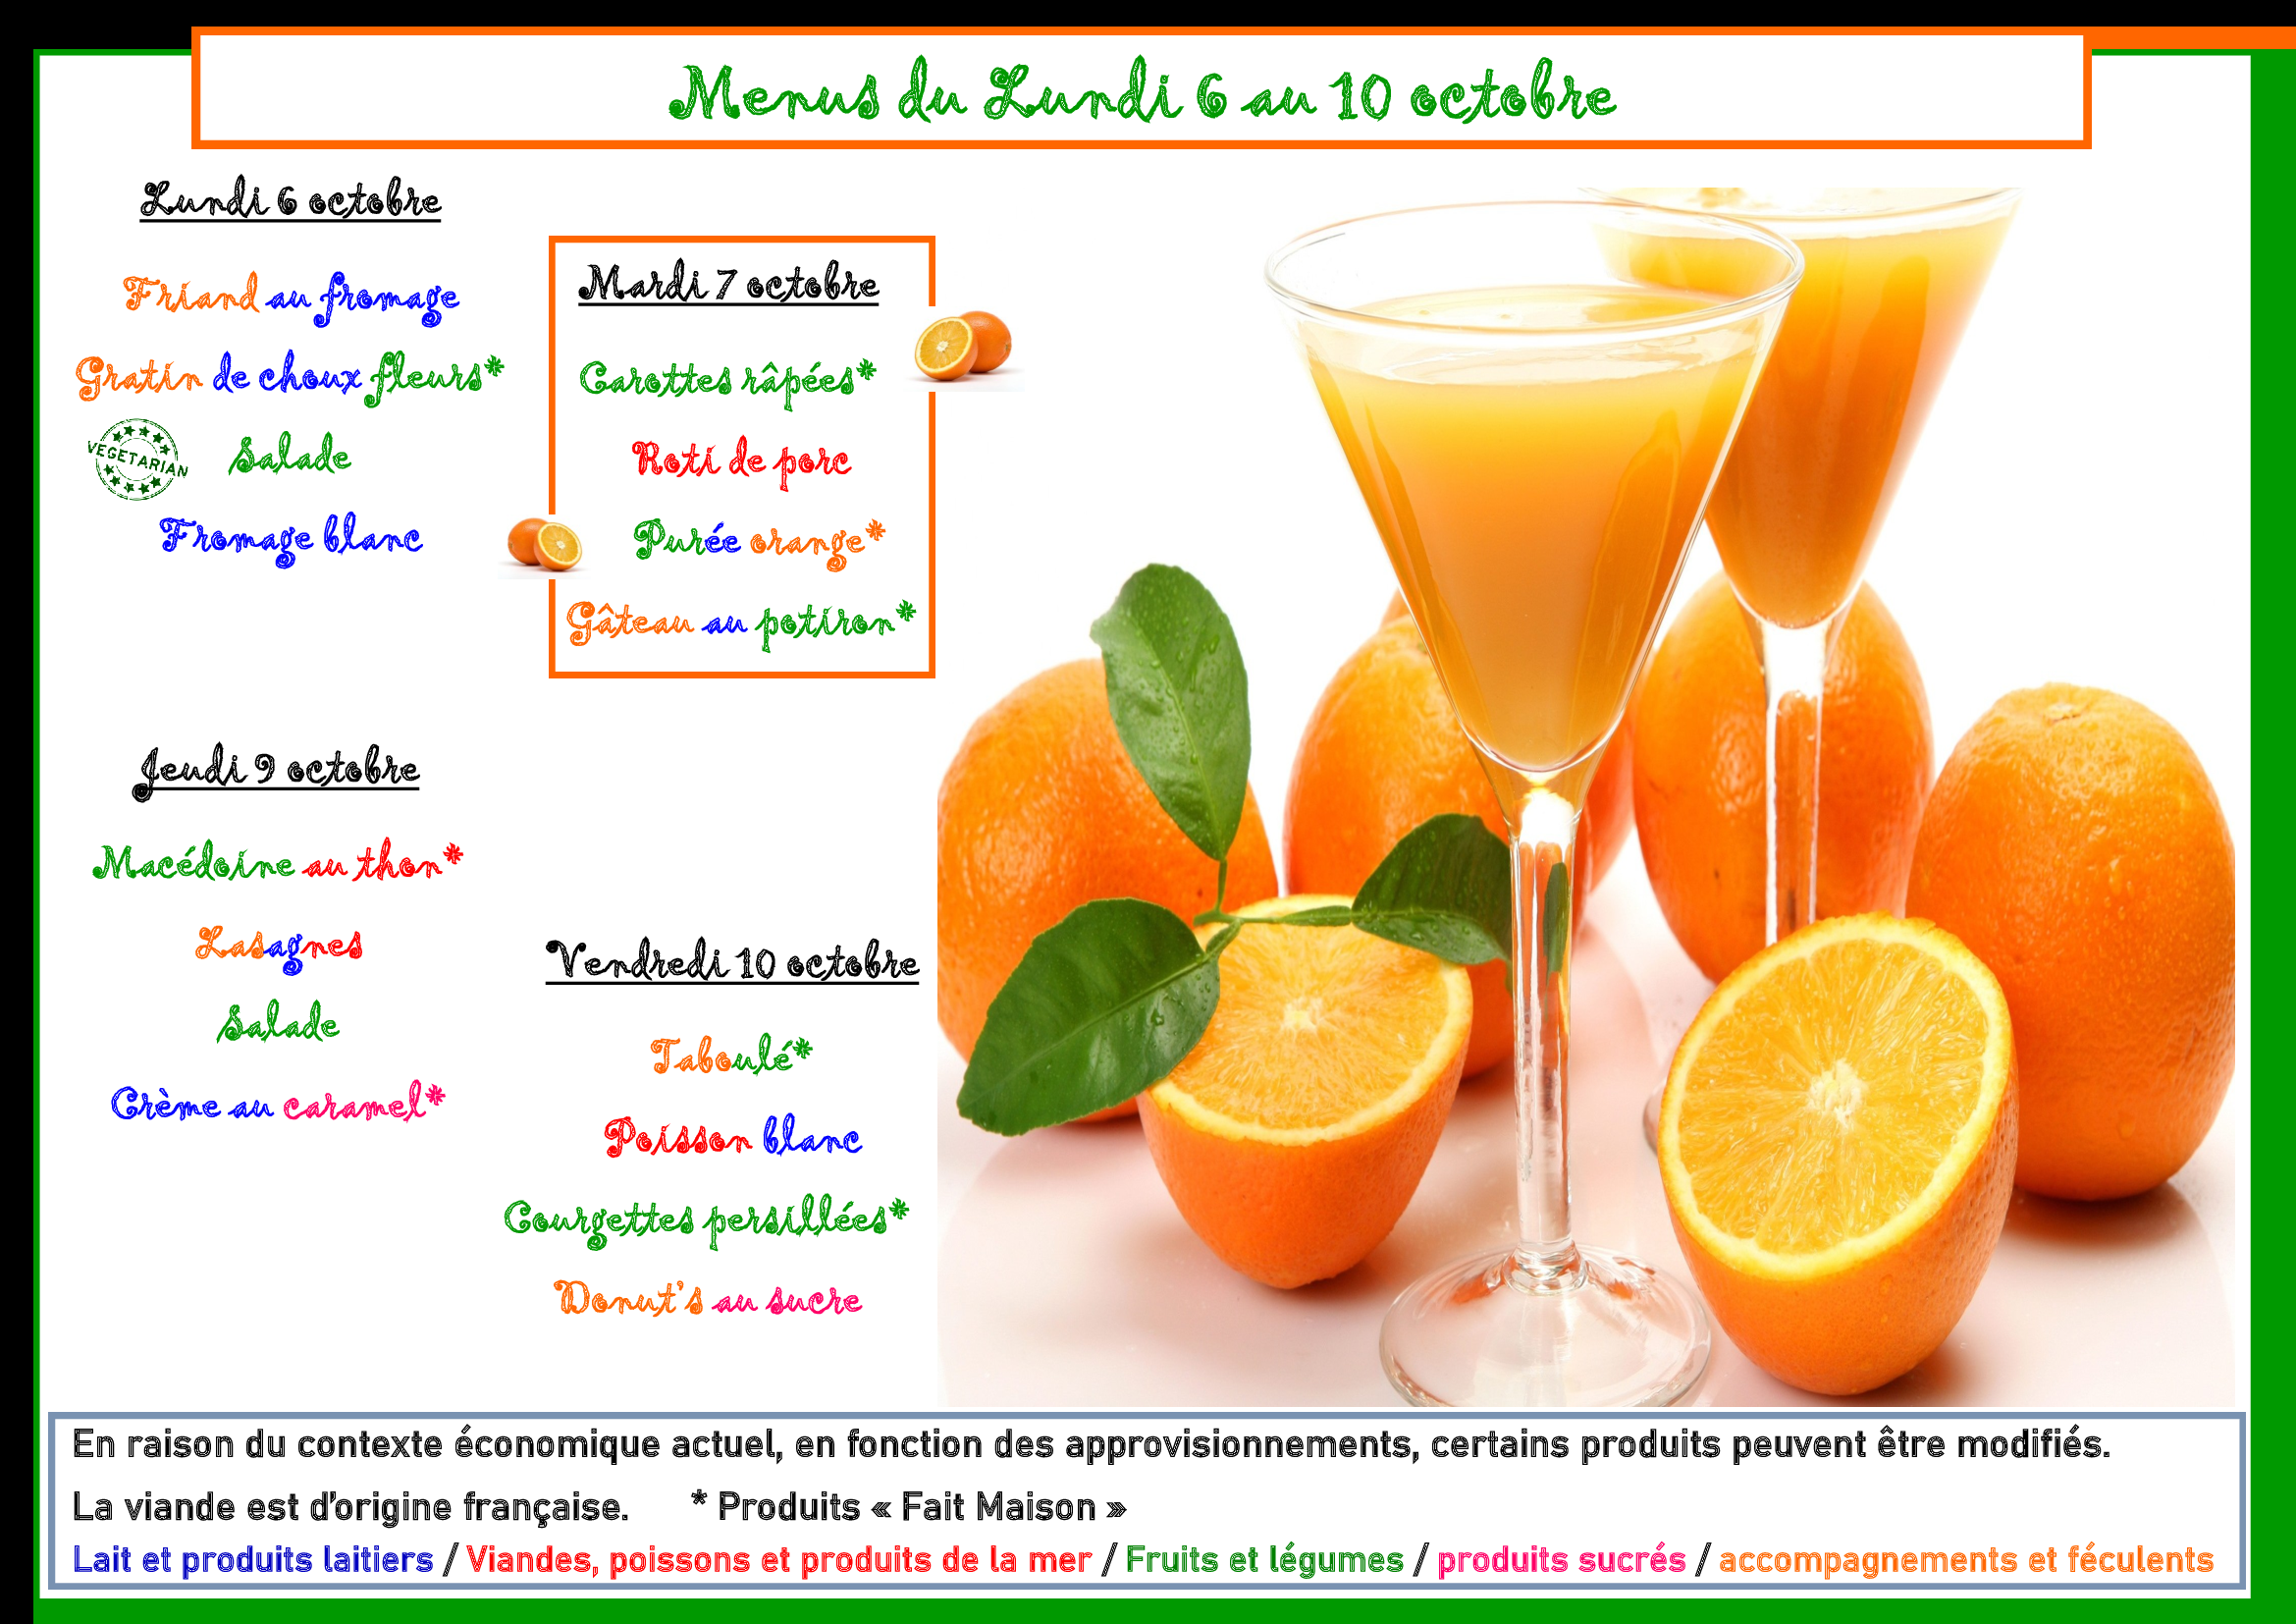 Menus du Lundi 6 au 10 octobre
Lundi 6 octobre
Friand au fromage
Gratin de choux fleurs*
VEGETARIAN
Salade
Fromage blanc
Mardi 7 octobre
Carottes râpées*
Roti de porc
Purée orange*
Gâteau au potiron*
Jeudi 9 octobre
Macédoine au thon*
Lasagnes
Salade
Crème au caramel*
Vendredi 10 octobre
Taboulé*
Poisson blanc
Courgettes persillées*
Donut's au sucre
En raison du contexte économique actuel, en fonction des approvisionnements, certains produits peuvent être modifiés.
La viande est d'origine française. * Produits « Fait Maison »
Lait et produits laitiers / Viandes, poissons et produits de la mer / Fruits et légumes / produits sucrés / accompagnements et féculents